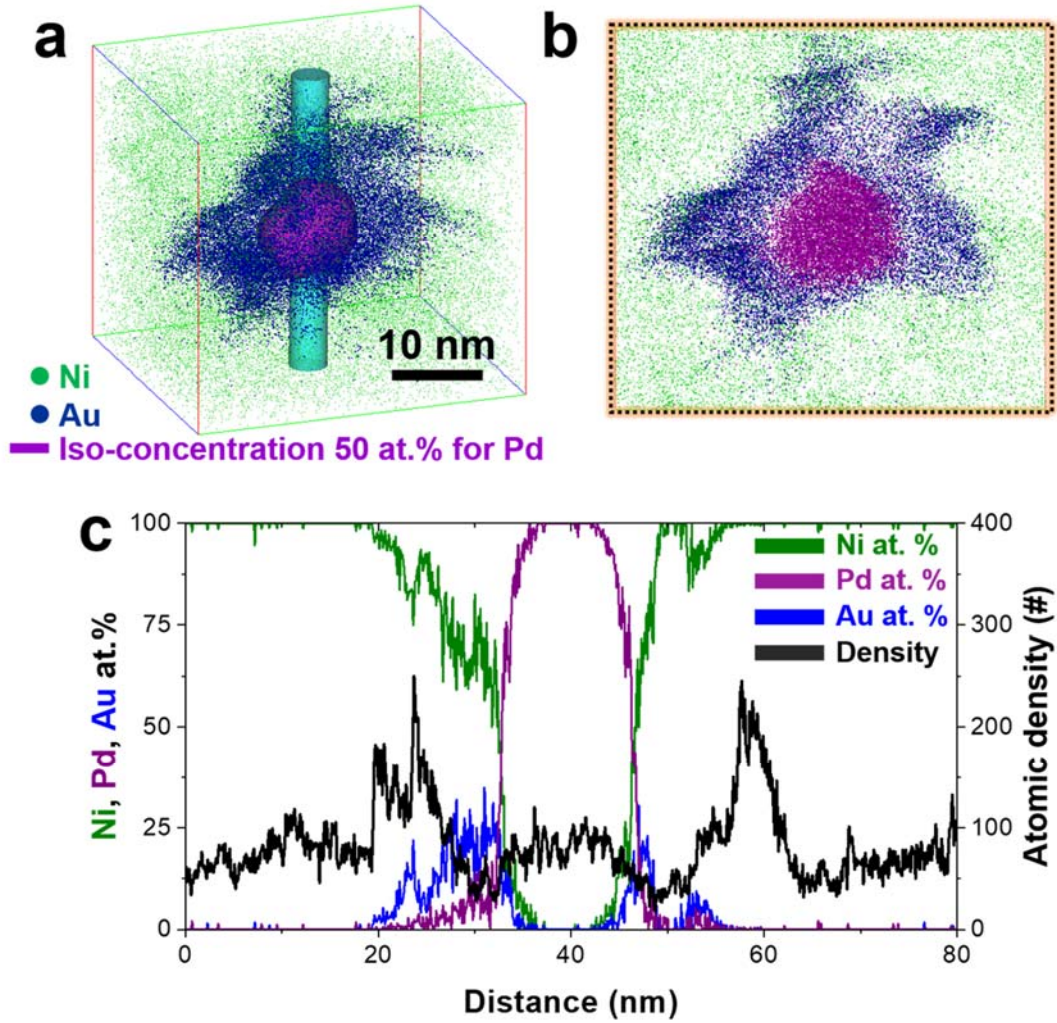 a
b
10 nm
Ni
Au
Iso-concentration 50 at.% for Pd
c
100
75
50
25
0
Ni, Pd, Au at.%
400
300
200
100
0
Atomic density (#)
Ni at. %
Pd at. %
Au at. %
Density
0
20
40
60
80
Distance (nm)